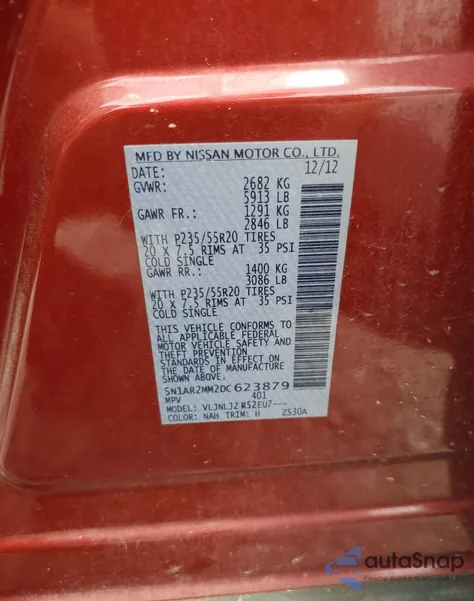 MFD BY NISSAN MOTOR CO., LTD.
DATE: 12/12
GVWR: 2682 KG
5913 LB
GAWR FR.: 1291 KG
2846 LB
WITH P235/55R20 TIRES
20 X 7.5 RIMS AT 35 PSI
COLD SINGLE
GAWR RR.: 1400 KG
3086 LB
WITH P235/55R20 TIRES
20 X 7.5 RIMS AT 35 PSI
COLD SINGLE
THIS VEHICLE CONFORMS TO
ALL APPLICABLE FEDERAL
MOTOR VEHICLE SAFETY AND
THEFT PREVENTION
STANDARDS IN EFFECT ON THE
DATE OF MANUFACTURE
SHOWN ABOVE.
5N1AR2MM2DC623879
MPV 401
MODEL: VLJNLJZ RS2EU7---
COLOR: NAH TRIM: H ZS30A
autoSnap